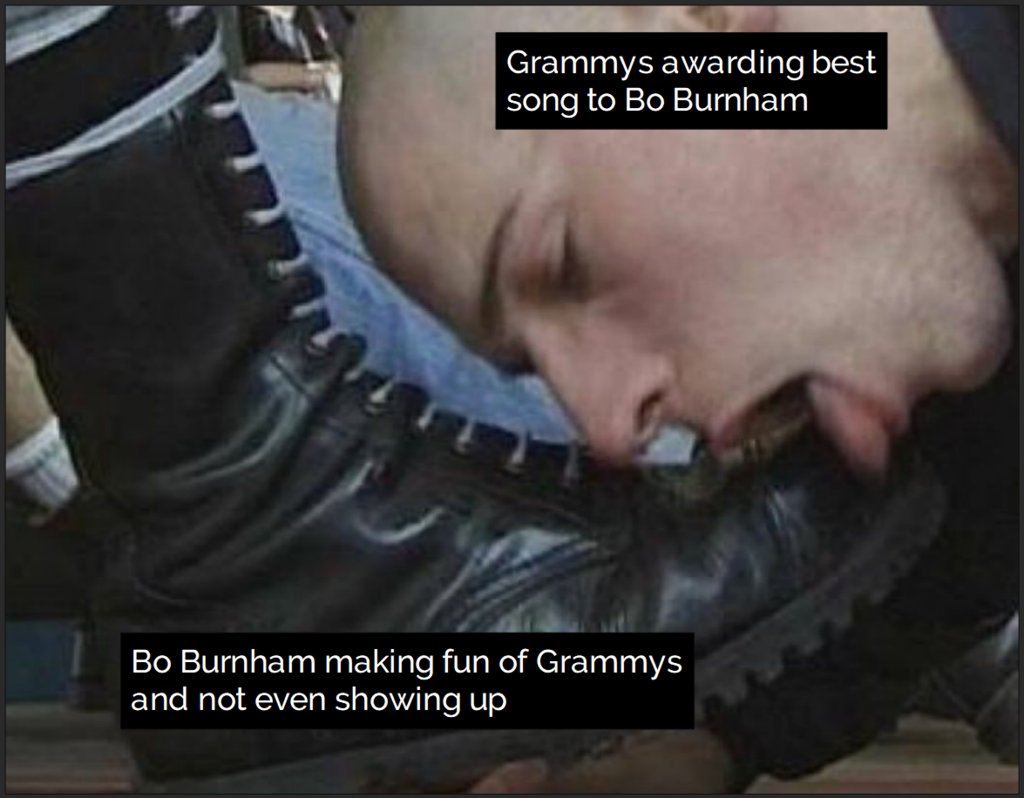 Grammys awarding best
song to Bo Burnham
Bo Burnham making fun of Grammys
and not even showing up